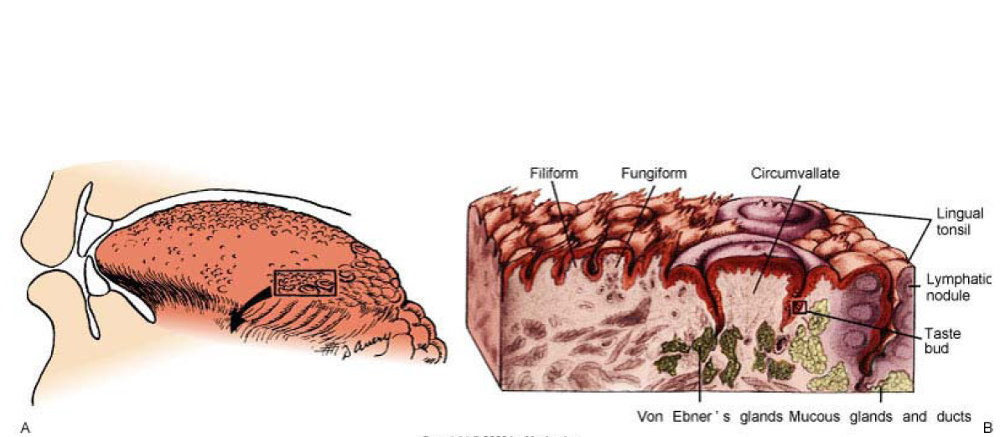 Filiform Fungiform Circumvallate
Lingual
tonsil
Lymphatic
nodule
Taste
bud
Von Ebner's glands Mucous glands and ducts
A
B